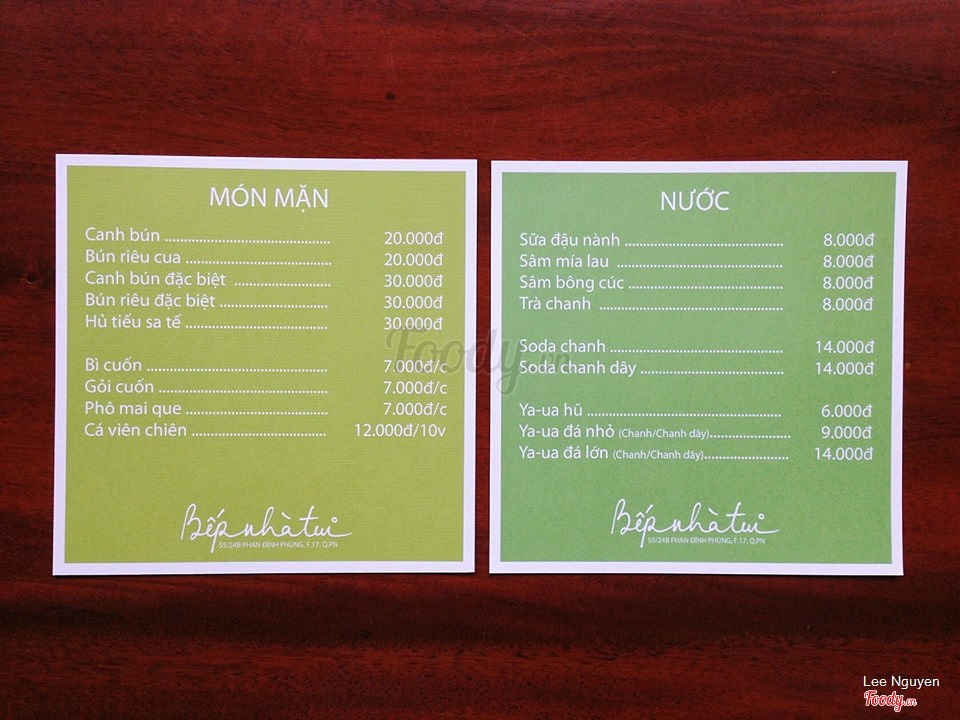 MÓN MẶN
Canh bún ........................................ 20.000đ
Bún riêu cua ................................... 20.000đ
Canh bún đặc biệt .......................... 30.000đ
Bún riêu đặc biệt .......................... 30.000đ
Hủ tiếu sa tế ................................... 30.000đ
Bì cuốn ............................................ 7.000đ/c
Gỏi cuốn ......................................... 7.000đ/c
Phô mai que ................................... 7.000đ/c
Cá viên chiên ................................. 12.000đ/10v
Bếp nhà tui
55/24B PHAN ĐÌNH PHÙNG, F.17, Q.PN
NƯỚC
Sữa đậu nành ...................................... 8.000đ
Sâm mía lau ........................................ 8.000đ
Sâm bông cúc ..................................... 8.000đ
Trà chanh ............................................ 8.000đ
Soda chanh .......................................... 14.000đ
Soda chanh dây .................................. 14.000đ
Ya-ua hũ .............................................. 6.000đ
Ya-ua đá nhỏ (Chanh/Chanh dây).................... 9.000đ
Ya-ua đá lớn (Chanh/Chanh dây)..................... 14.000đ
Bếp nhà tui
55/24B PHAN ĐÌNH PHÙNG, F.17, Q.PN
Foody.vn
Lee Nguyen
Foody.vn